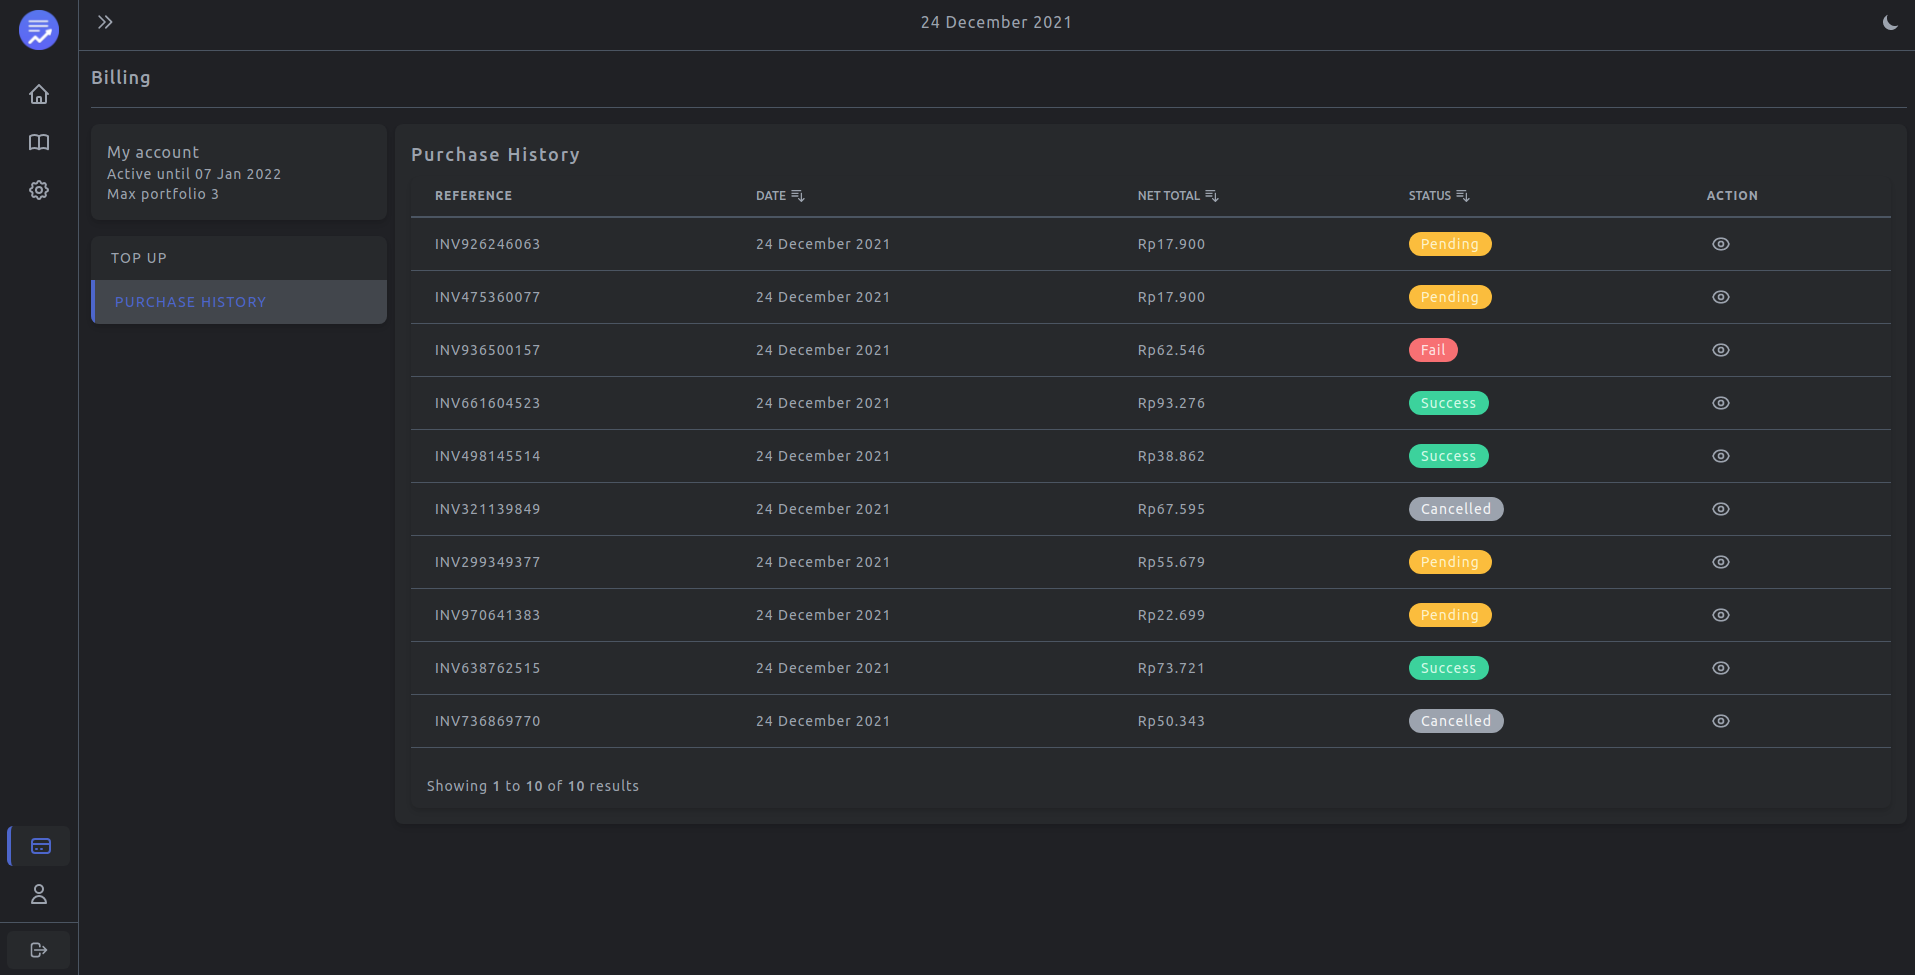 24 December 2021
Billing
My account
Active until 07 Jan 2022
Max portfolio 3
TOP UP
PURCHASE HISTORY
Purchase History
REFERENCE DATE NET TOTAL STATUS ACTION
INV926246063 24 December 2021 Rp17.900 Pending
INV475360077 24 December 2021 Rp17.900 Pending
INV936500157 24 December 2021 Rp62.546 Fail
INV661604523 24 December 2021 Rp93.276 Success
INV498145514 24 December 2021 Rp38.862 Success
INV321139849 24 December 2021 Rp67.595 Cancelled
INV299349377 24 December 2021 Rp55.679 Pending
INV970641383 24 December 2021 Rp22.699 Pending
INV638762515 24 December 2021 Rp73.721 Success
INV736869770 24 December 2021 Rp50.343 Cancelled
Showing 1 to 10 of 10 results